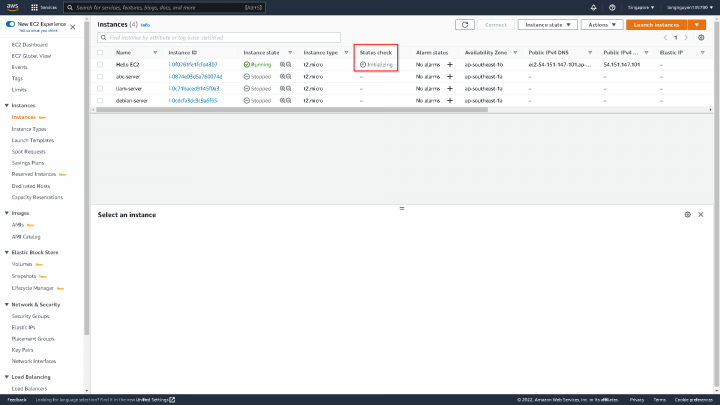 aws
Services
Search for services, features, blogs, docs, and more
[Alt+S]
Singapore
New EC2 Experience
Tell us what you think
EC2 Dashboard
EC2 Global View
Events
Tags
Limits
Instances
Instances New
Instance Types
Launch Templates
Spot Requests
Savings Plans
Reserved Instances New
Dedicated Hosts
Capacity Reservations
Images
AMIs New
AMI Catalog
Elastic Block Store
Volumes New
Snapshots New
Lifecycle Manager New
Network & Security
Security Groups
Elastic IPs
Placement Groups
Key Pairs
Network Interfaces
Load Balancing
Load Balancers
Instances (4) Info
Connect
Instance state
Actions
Launch instances
Find instance by attribute or tag (case-sensitive)
1
Name Instance ID Instance state Instance type Status check Alarm status Availability Zone Public IPv4 DNS Public IPv4 ... Elastic IP
Hello EC2 Running t2.micro Initializing No alarms + ap-southeast-1b ec2-54-151-147-101.ap-... 54.151.147.101 –
abc-server Stopped t2.micro – No alarms + ap-southeast-1a – – –
liam-server Stopped t2.micro – No alarms + ap-southeast-1a – – –
debian-server Stopped t2.micro – No alarms + ap-southeast-1a – – –
Select an instance
Feedback
Looking for language selection? Find it in the new Unified Settings
© 2022, Amazon Web Services, Inc. or its affiliates.
Privacy
Terms
Cookie preferences